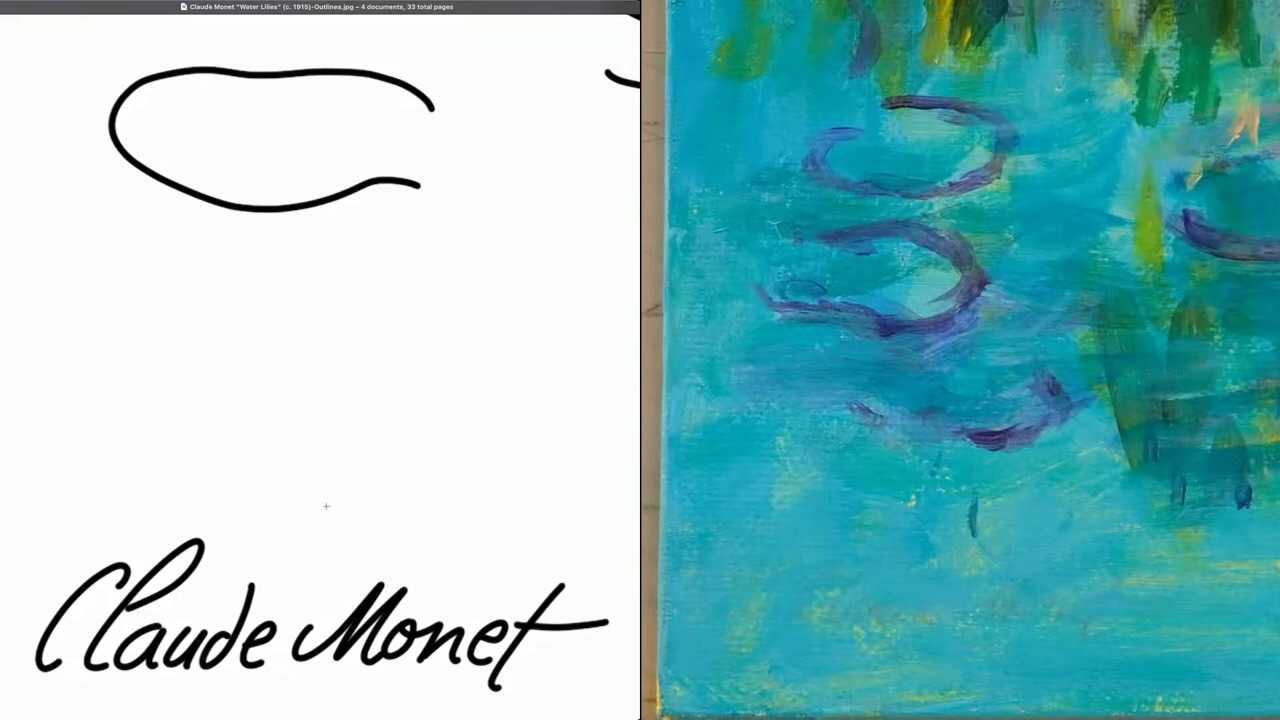 Claude Monet "Water Lilies" (c. 1915)-Outlines.jpg – 4 documents, 33 total pages
Claude Monet